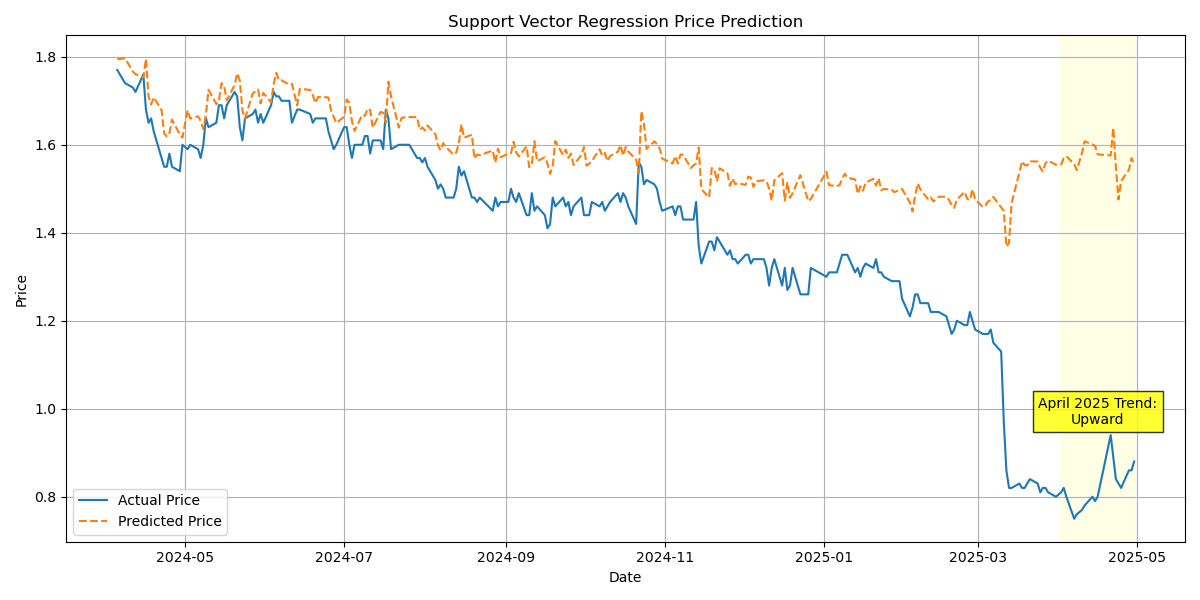 Support Vector Regression Price Prediction
Price
1.8
1.6
1.4
1.2
1.0
0.8
April 2025 Trend:
Upward
Actual Price
Predicted Price
2024-05
2024-07
2024-09
2024-11
2025-01
2025-03
2025-05
Date